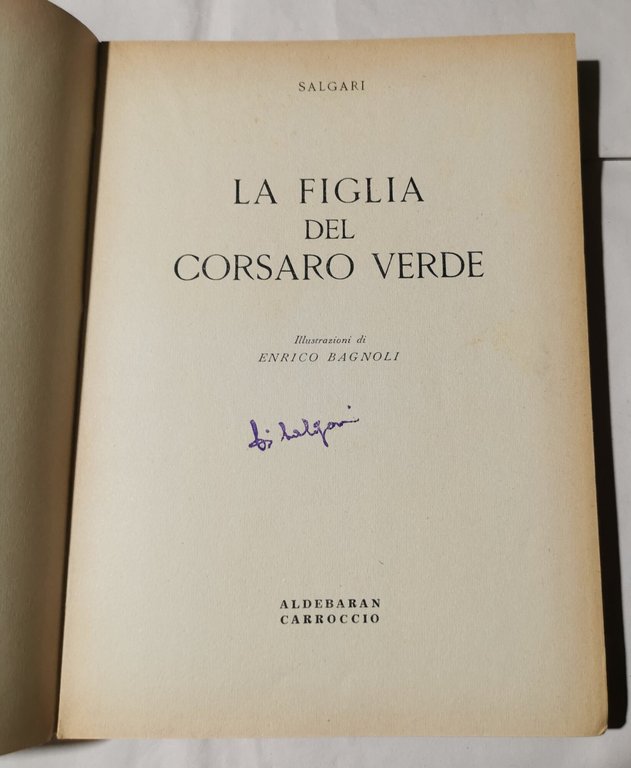 SALGARI
LA FIGLIA
DEL
CORSARO VERDE
Illustrazioni di
ENRICO BAGNOLI
Salgari
ALDEBARAN
CARROCCIO